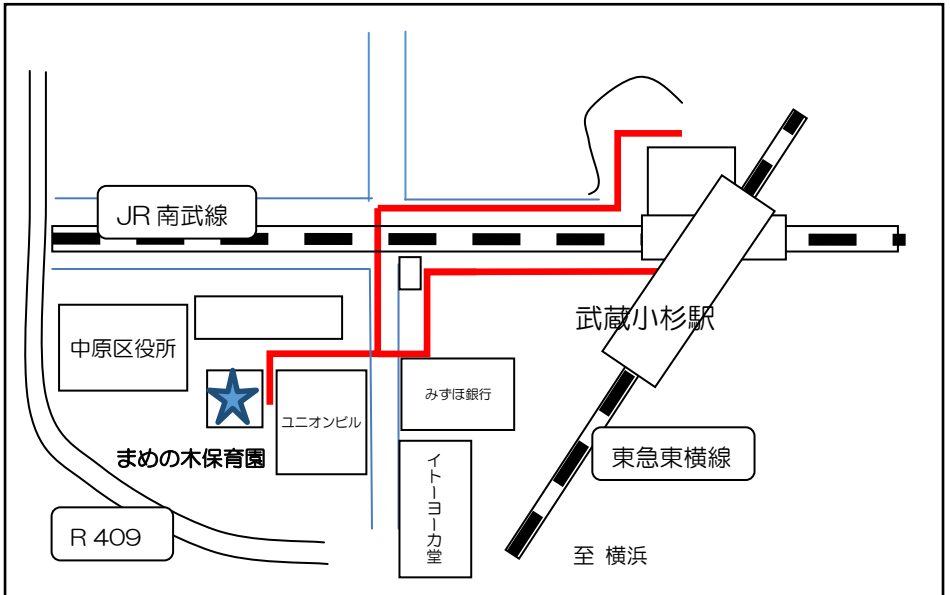 JR 南武線
武蔵小杉駅
中原区役所
みずほ銀行
ユニオンビル
まめの木保育園
東急東横線
イトーヨーカ堂
R 409
至 横浜